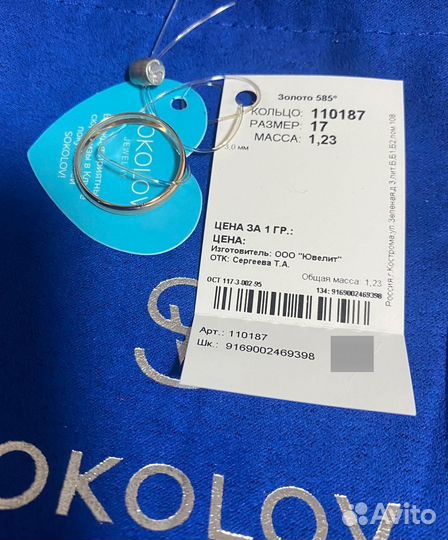 SOKOLOV
JEWEL
SOKOLOV!
Золото 585°
КОЛЬЦО: 110187
РАЗМЕР: 17
МАССА: 1,23
3,0 мм
ЦЕНА ЗА 1 ГР.:
ЦЕНА:
Изготовитель: ООО "Ювелит"
ОТК: Сергеева Т.А.
Общая масса: 1,23
ОСТ 117-3-002-95
134: 9169002469398
Россия г.Кострома,ул.Зеленая,д.3 лит.Б,Б1,Б2,пом.108
Арт.: 110187
Шк.: 9169002469398
OKOLOV
Avito